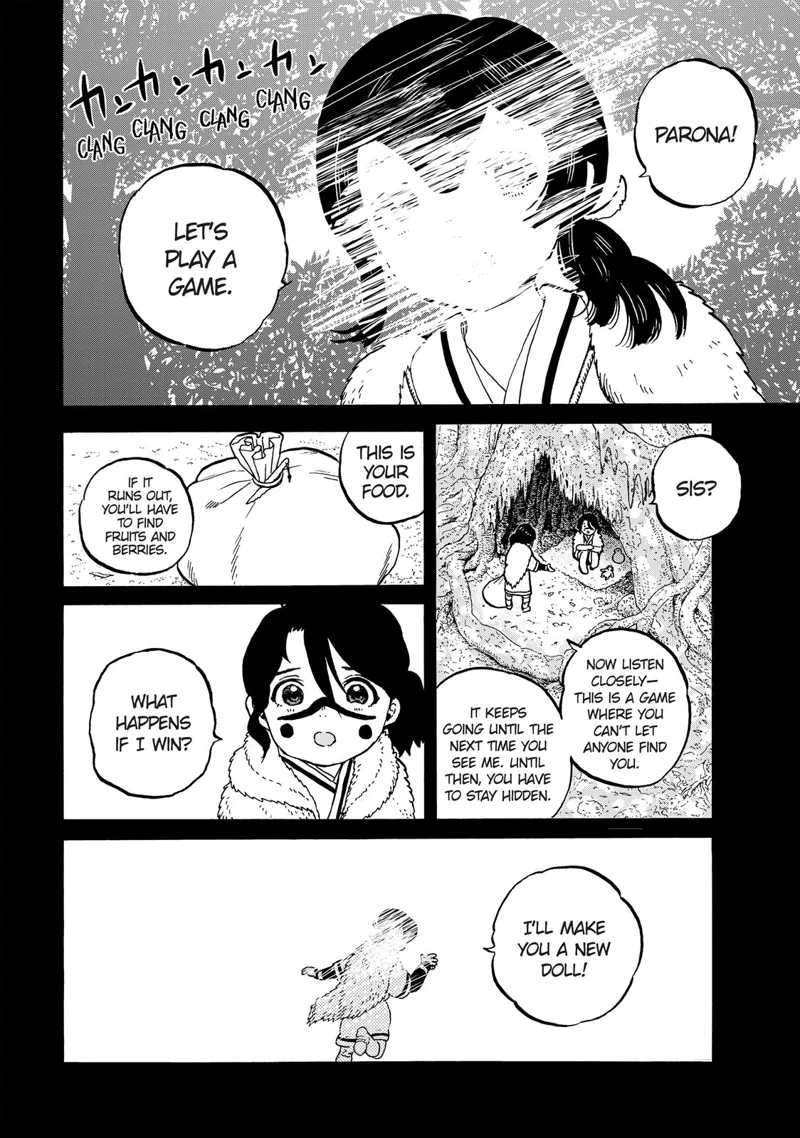 PARONA!
カンカンカンカン
CLANG
CLANG
CLANG
CLANG
LET'S
PLAY A
GAME.
SIS?
NOW LISTEN
CLOSELY—
THIS IS A GAME
WHERE YOU
CAN'T LET
ANYONE FIND
YOU.
IT KEEPS
GOING UNTIL THE
NEXT TIME YOU
SEE ME. UNTIL
THEN, YOU HAVE
TO STAY HIDDEN.
THIS IS
YOUR
FOOD.
IF IT
RUNS OUT,
YOU'LL HAVE
TO FIND
FRUITS AND
BERRIES.
WHAT
HAPPENS
IF I WIN?
I'LL MAKE
YOU A NEW
DOLL!